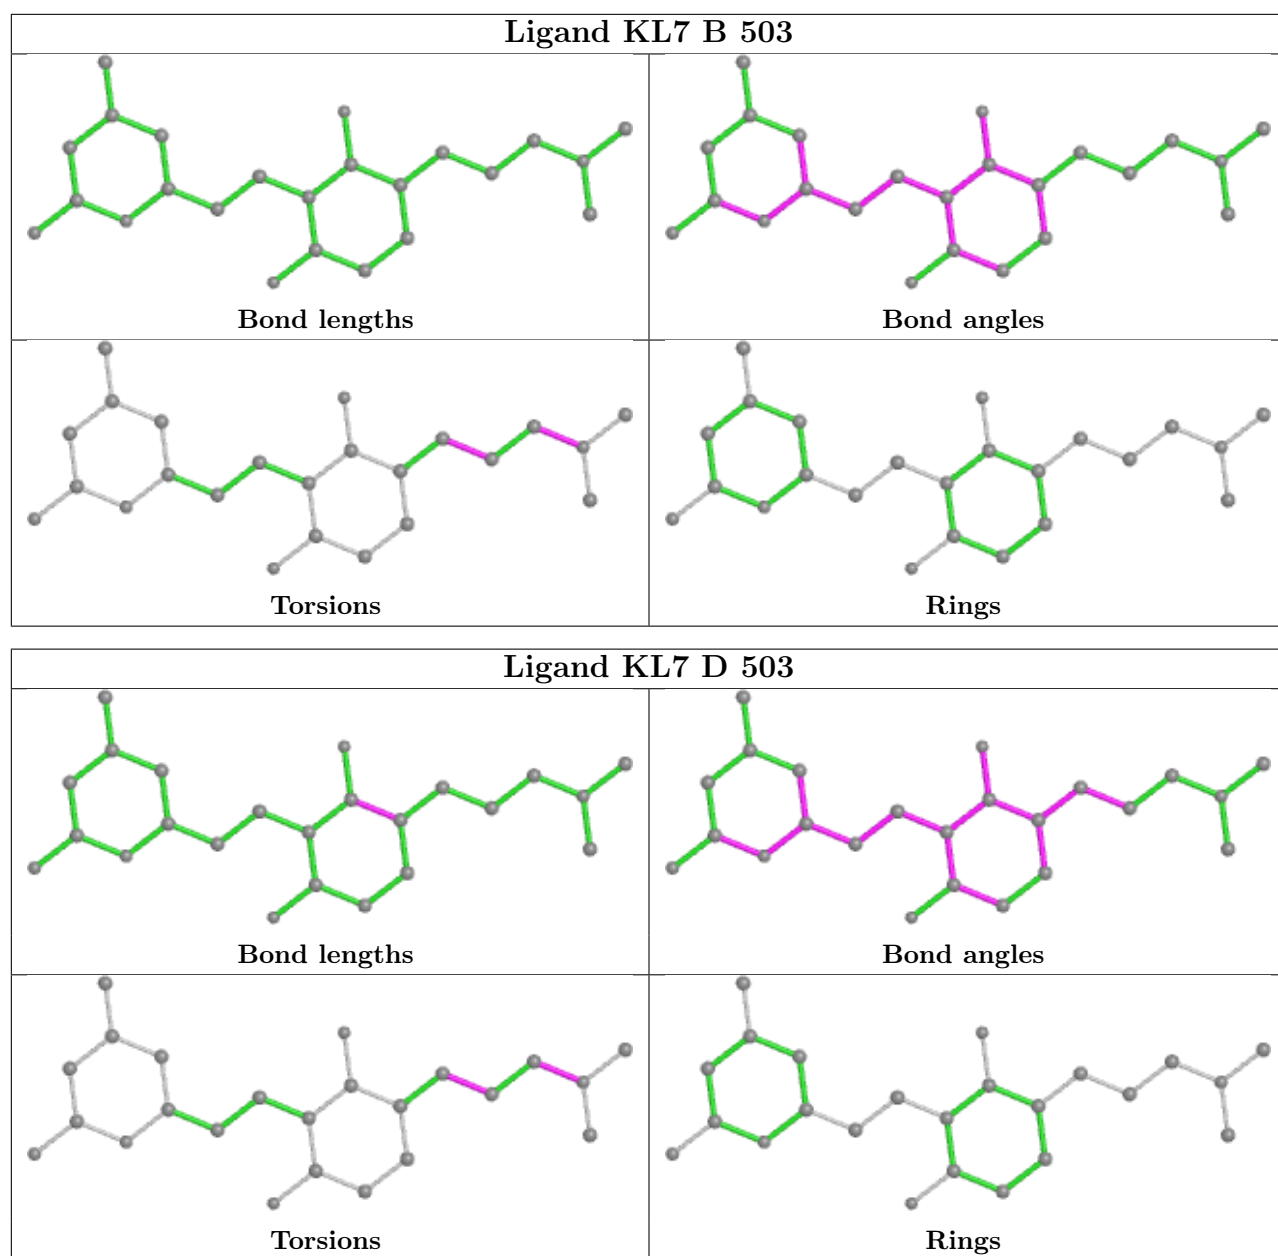 Ligand KL7 B 503
Bond lengths
Bond angles
Torsions
Rings
Ligand KL7 D 503
Bond lengths
Bond angles
Torsions
Rings